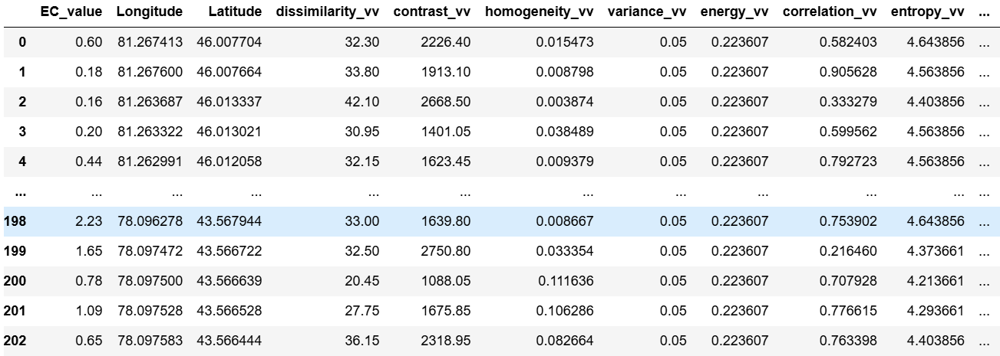 EC_value Longitude Latitude dissimilarity_vv contrast_vv homogeneity_vv variance_vv energy_vv correlation_vv entropy_vv ...
0 0.60 81.267413 46.007704 32.30 2226.40 0.015473 0.05 0.223607 0.582403 4.643856 ...
1 0.18 81.267600 46.007664 33.80 1913.10 0.008798 0.05 0.223607 0.905628 4.563856 ...
2 0.16 81.263687 46.013337 42.10 2668.50 0.003874 0.05 0.223607 0.333279 4.403856 ...
3 0.20 81.263322 46.013021 30.95 1401.05 0.038489 0.05 0.223607 0.599562 4.563856 ...
4 0.44 81.262991 46.012058 32.15 1623.45 0.009379 0.05 0.223607 0.792723 4.563856 ...
... ... ... ... ... ... ... ... ... ... ... ...
198 2.23 78.096278 43.567944 33.00 1639.80 0.008667 0.05 0.223607 0.753902 4.643856 ...
199 1.65 78.097472 43.566722 32.50 2750.80 0.033354 0.05 0.223607 0.216460 4.373661 ...
200 0.78 78.097500 43.566639 20.45 1088.05 0.111636 0.05 0.223607 0.707928 4.213661 ...
201 1.09 78.097528 43.566528 27.75 1675.85 0.106286 0.05 0.223607 0.776615 4.293661 ...
202 0.65 78.097583 43.566444 36.15 2318.95 0.082664 0.05 0.223607 0.763398 4.403856 ...